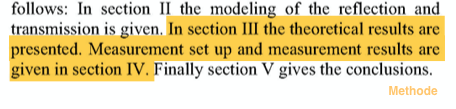 follows: In section II the modeling of the reflection and
transmission is given. In section III the theoretical results are
presented. Measurement set up and measurement results are
given in section IV. Finally section V gives the conclusions.
Methode